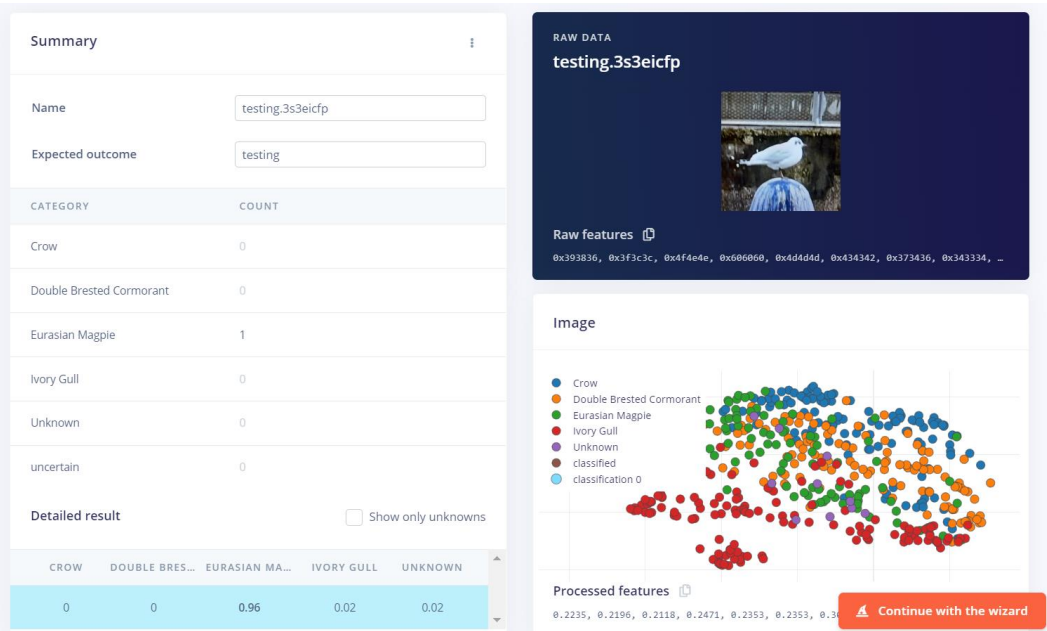 Summary
Name
testing.3s3eicfp
Expected outcome
testing
CATEGORY COUNT
Crow 0
Double Brested Cormorant 0
Eurasian Magpie 1
Ivory Gull 0
Unknown 0
uncertain 0
Detailed result
Show only unknowns
CROW DOUBLE BRES... EURASIAN MA... IVORY GULL UNKNOWN
0 0 0.96 0.02 0.02
RAW DATA
testing.3s3eicfp
Raw features
0x393836, 0x3f3c3c, 0x4f4e4e, 0x606060, 0x4d4d4d, 0x434342, 0x373436, 0x343334, …
Image
Crow
Double Brested Cormorant
Eurasian Magpie
Ivory Gull
Unknown
classified
classification 0
Processed features
0.2235, 0.2196, 0.2118, 0.2471, 0.2353, 0.2353,
Continue with the wizard